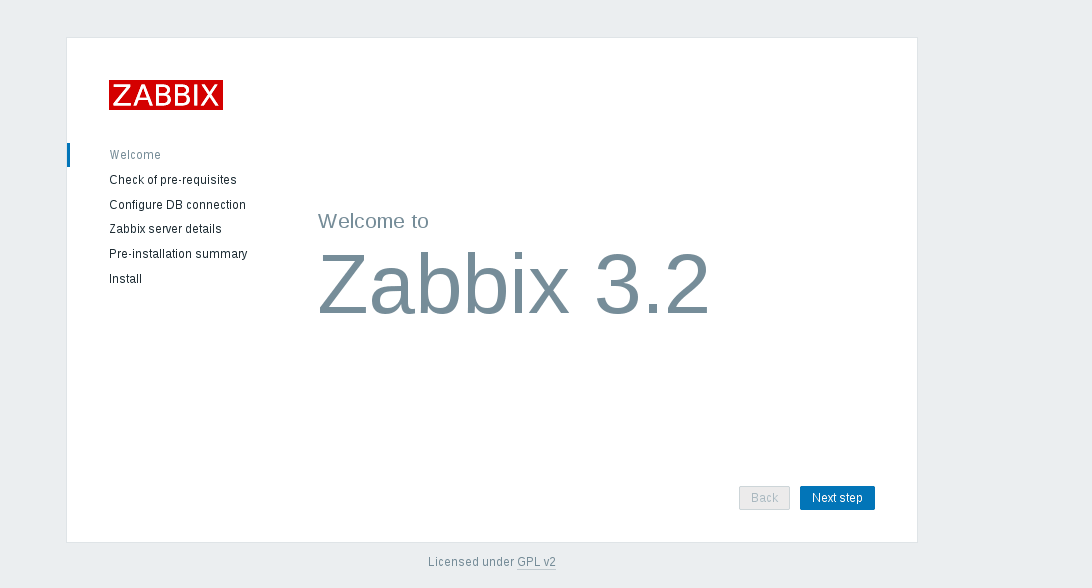 ZABBIX
Welcome
Check of pre-requisites
Configure DB connection
Zabbix server details
Pre-installation summary
Install
Welcome to
Zabbix 3.2
Back
Next step
Licensed under GPL v2